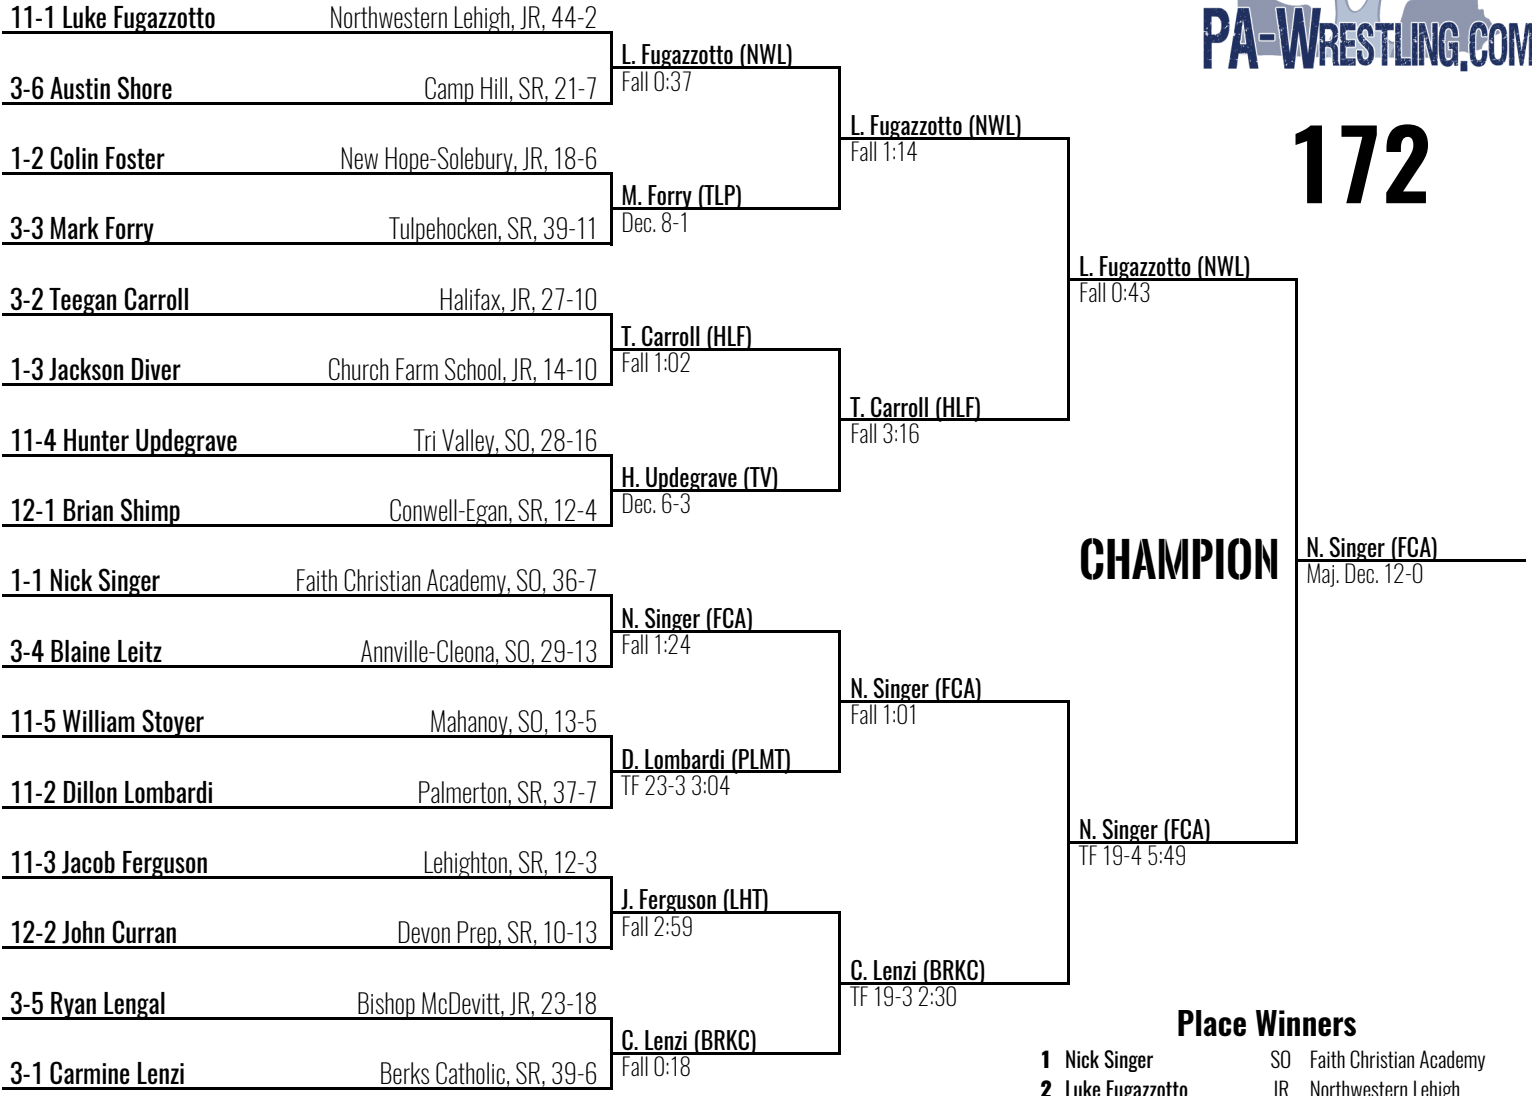 11-1 Luke Fugazzotto Northwestern Lehigh, JR, 44-2
3-6 Austin Shore Camp Hill, SR, 21-7
1-2 Colin Foster New Hope-Solebury, JR, 18-6
3-3 Mark Forry Tulpehocken, SR, 39-11
3-2 Teegan Carroll Halifax, JR, 27-10
1-3 Jackson Diver Church Farm School, JR, 14-10
11-4 Hunter Updegrave Tri Valley, SO, 28-16
12-1 Brian Shimp Conwell-Egan, SR, 12-4
1-1 Nick Singer Faith Christian Academy, SO, 36-7
3-4 Blaine Leitz Annville-Cleona, SO, 29-13
11-5 William Stoyer Mahanoy, SO, 13-5
11-2 Dillon Lombardi Palmerton, SR, 37-7
11-3 Jacob Ferguson Lehighton, SR, 12-3
12-2 John Curran Devon Prep, SR, 10-13
3-5 Ryan Lengal Bishop McDevitt, JR, 23-18
3-1 Carmine Lenzi Berks Catholic, SR, 39-6
L. Fugazzotto (NWL)
Fall 0:37
M. Forry (TLP)
Dec. 8-1
T. Carroll (HLF)
Fall 1:02
H. Updegrave (TV)
Dec. 6-3
N. Singer (FCA)
Fall 1:24
D. Lombardi (PLMT)
TF 23-3 3:04
J. Ferguson (LHT)
Fall 2:59
C. Lenzi (BRKC)
Fall 0:18
L. Fugazzotto (NWL)
Fall 1:14
T. Carroll (HLF)
Fall 3:16
N. Singer (FCA)
Fall 1:01
C. Lenzi (BRKC)
TF 19-3 2:30
L. Fugazzotto (NWL)
Fall 0:43
N. Singer (FCA)
TF 19-4 5:49
CHAMPION
N. Singer (FCA)
Maj. Dec. 12-0
PA-WRESTLING.COM
172
Place Winners
1 Nick Singer SO Faith Christian Academy
2 Luke Fugazzotto JR Northwestern Lehigh